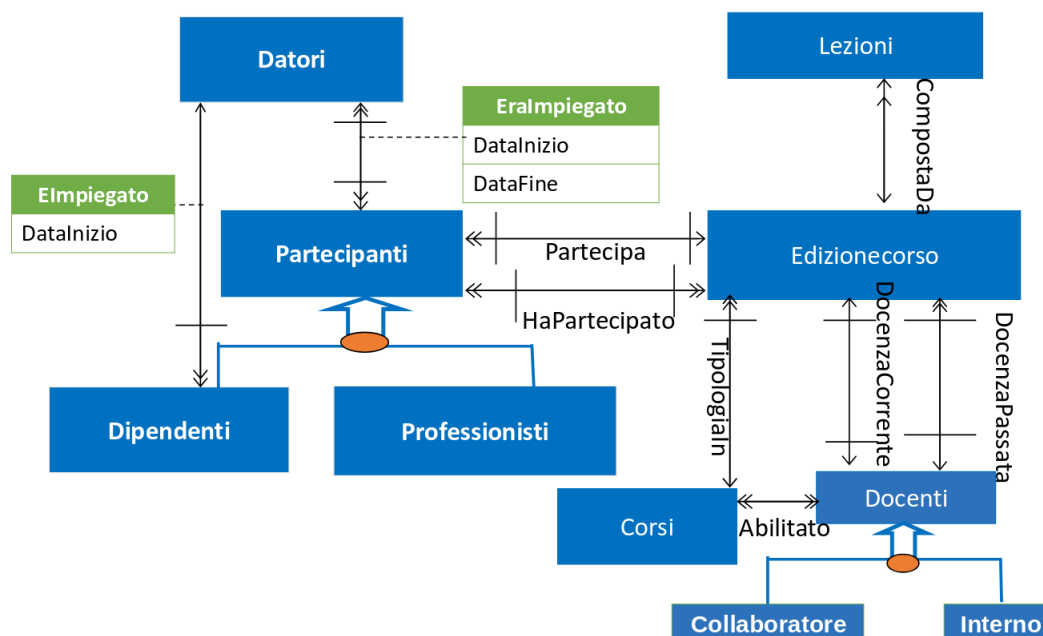 Datori
Lezioni
EraImpiegato
DataInizio
DataFine
CompostaDa
EImpiegato
DataInizio
Partecipanti
Partecipa
Edizionecorso
HaPartecipato
TipologiaIn
DocenzaCorrente
DocenzaPassata
Dipendenti
Professionisti
Corsi
Abilitato
Docenti
Collaboratore
Interno